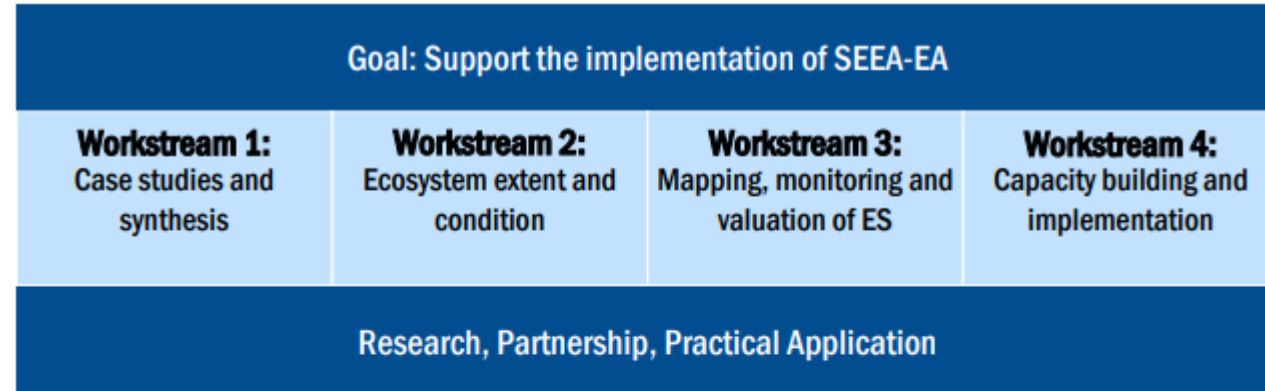 Goal: Support the implementation of SEEA-EA
Workstream 1:
Case studies and
synthesis
Workstream 2:
Ecosystem extent and
condition
Workstream 3:
Mapping, monitoring and
valuation of ES
Workstream 4:
Capacity building and
implementation
Research, Partnership, Practical Application